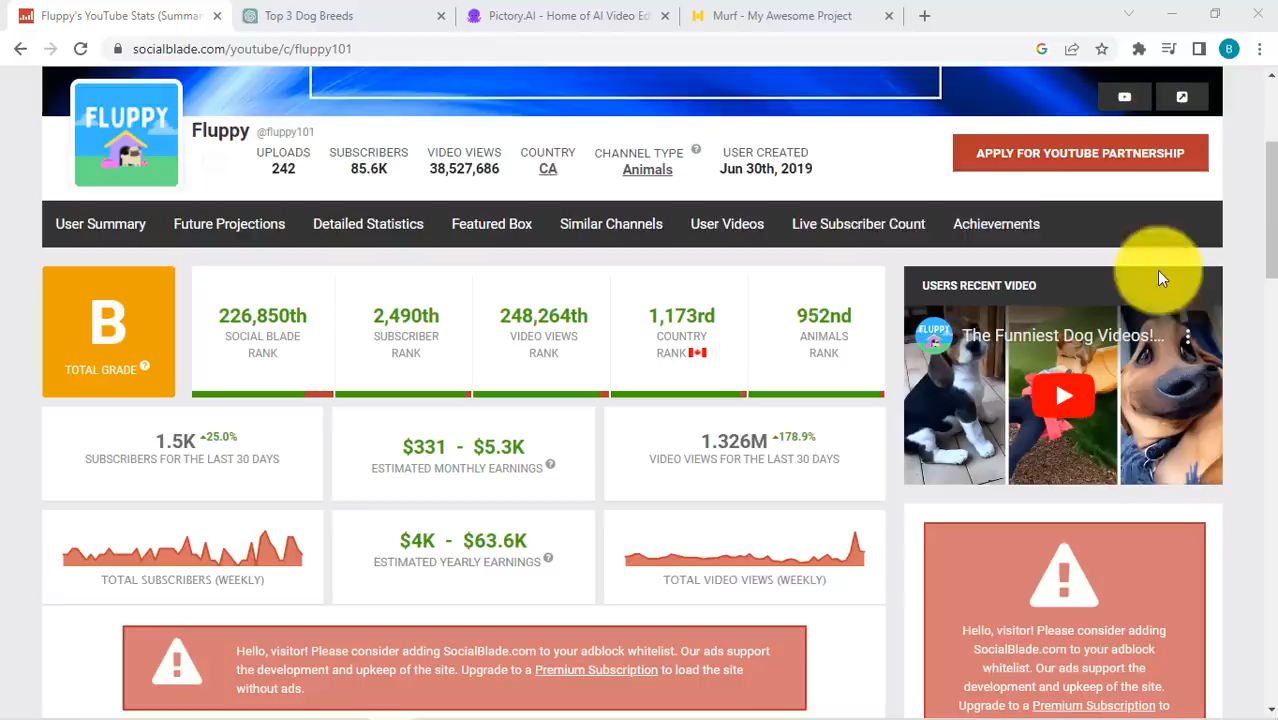 Fluppy's YouTube Stats (Summar
Top 3 Dog Breeds
Pictory.AI - Home of AI Video Edi
Murf - My Awesome Project
socialblade.com/youtube/c/fluppy101
B
FLUPPY
Fluppy @fluppy101
UPLOADS
242
SUBSCRIBERS
85.6K
VIDEO VIEWS
38,527,686
COUNTRY
CA
CHANNEL TYPE
Animals
USER CREATED
Jun 30th, 2019
APPLY FOR YOUTUBE PARTNERSHIP
User Summary Future Projections Detailed Statistics Featured Box Similar Channels User Videos Live Subscriber Count Achievements
B
TOTAL GRADE
226,850th
SOCIAL BLADE
RANK
2,490th
SUBSCRIBER
RANK
248,264th
VIDEO VIEWS
RANK
1,173rd
COUNTRY
RANK
952nd
ANIMALS
RANK
USERS RECENT VIDEO
FLUPPY
The Funniest Dog Videos!...
1.5K 25.0%
SUBSCRIBERS FOR THE LAST 30 DAYS
$331 - $5.3K
ESTIMATED MONTHLY EARNINGS
1.326M 178.9%
VIDEO VIEWS FOR THE LAST 30 DAYS
TOTAL SUBSCRIBERS (WEEKLY)
$4K - $63.6K
ESTIMATED YEARLY EARNINGS
TOTAL VIDEO VIEWS (WEEKLY)
Hello, visitor! Please consider adding SocialBlade.com to your adblock whitelist. Our ads support
the development and upkeep of the site. Upgrade to a Premium Subscription to load the site
without ads.
Hello, visitor! Please consider adding
SocialBlade.com to your adblock
whitelist. Our ads support the
development and upkeep of the site.
Upgrade to a Premium Subscription to